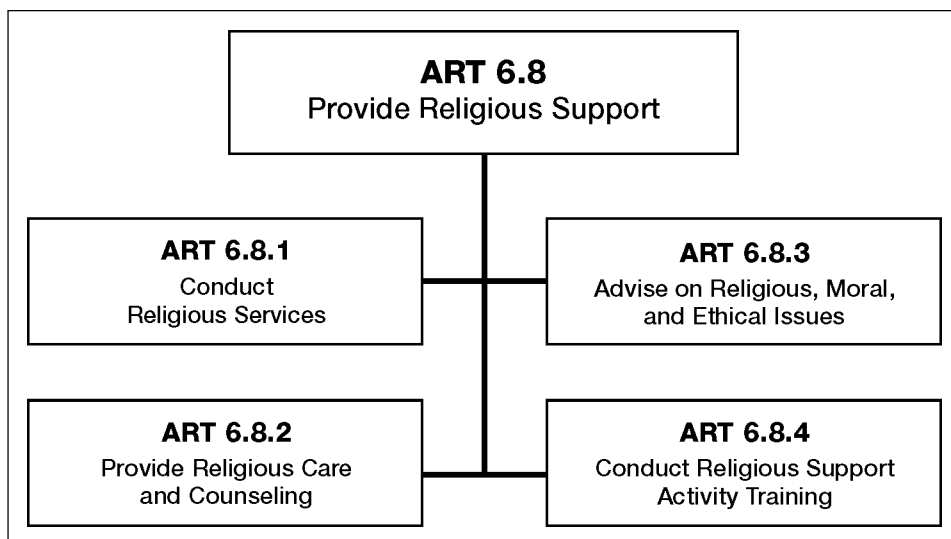 ART 6.8
Provide Religious Support
ART 6.8.1
Conduct
Religious Services
ART 6.8.3
Advise on Religious, Moral,
and Ethical Issues
ART 6.8.2
Provide Religious Care
and Counseling
ART 6.8.4
Conduct Religious Support
Activity Training